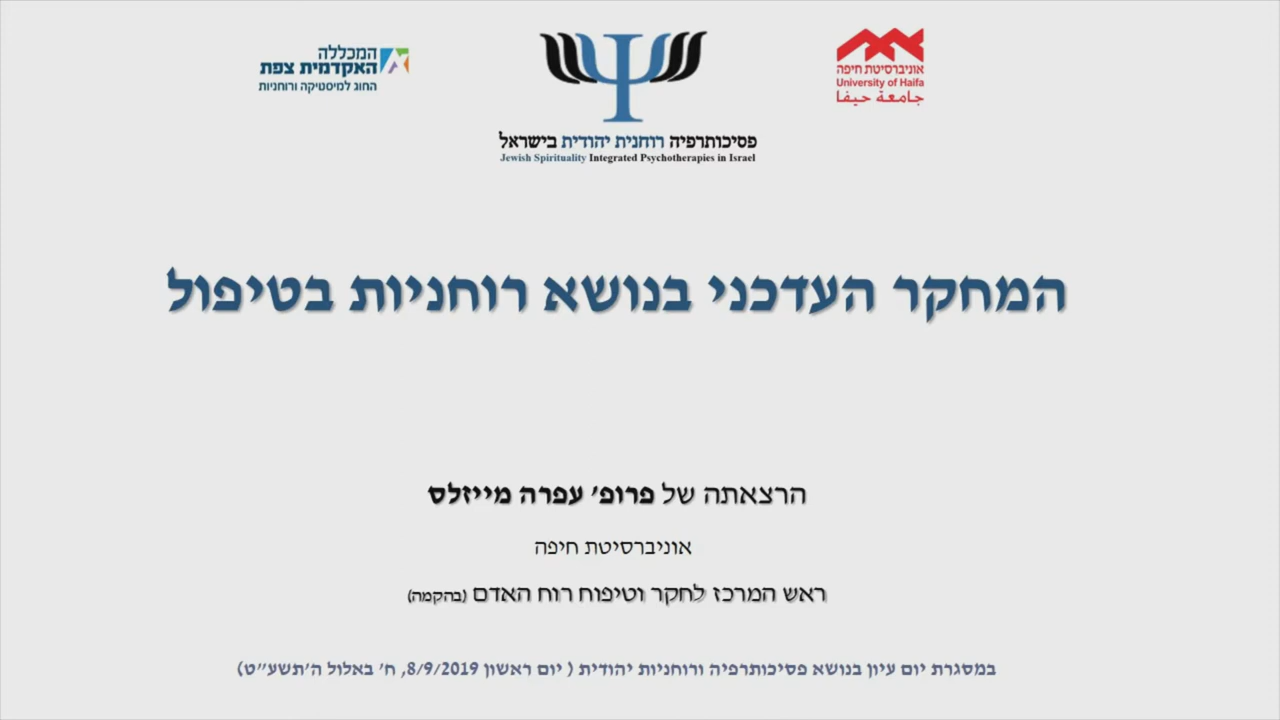 המכללה
האקדמית צפת
החוג למיסטיקה ורוחניות
פסיכותרפיה רוחנית יהודית בישראל
Jewish Spirituality Integrated Psychotherapies in Israel
אוניברסיטת חיפה
University of Haifa
جامعة حيفا
המחקר העדכני בנושא רוחניות בטיפול
הרצאתה של פרופ' עפרה מייזלס
אוניברסיטת חיפה
ראש המרכז לחקר וטיפוח רוח האדם (בהקמה)
במסגרת יום עיון בנושא פסיכותרפיה ורוחניות יהודית ( יום ראשון 8/9/2019, ח' באלול ה'תשע"ט)